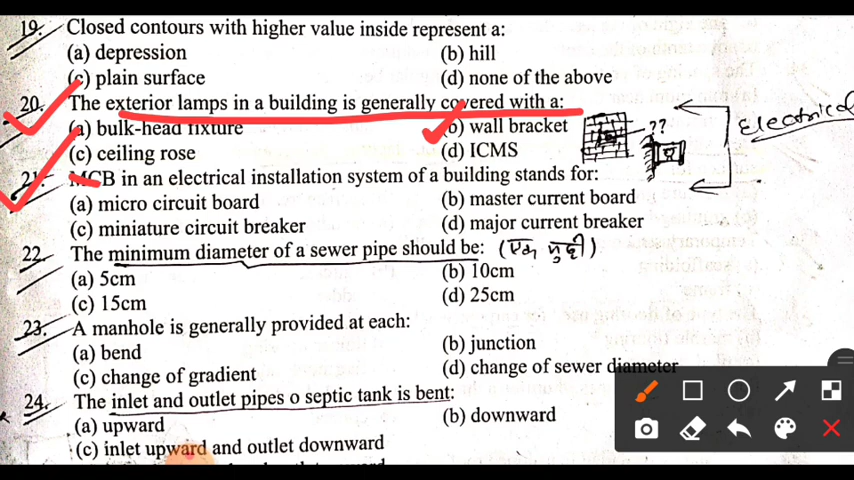 19. Closed contours with higher value inside represent a:
(a) depression (b) hill
(c) plain surface (d) none of the above
20. The exterior lamps in a building is generally covered with a:
(a) bulk-head fixture (b) wall bracket ??
(c) ceiling rose (d) ICMS
Electrical
21. MCB in an electrical installation system of a building stands for:
(a) micro circuit board (b) master current board
(c) miniature circuit breaker (d) major current breaker
22. The minimum diameter of a sewer pipe should be:
(a) 5cm (b) 10cm
(c) 15cm (d) 25cm
23. A manhole is generally provided at each:
(a) bend (b) junction
(c) change of gradient (d) change of sewer diameter
24. The inlet and outlet pipes o septic tank is bent:
(a) upward (b) downward
(c) inlet upward and outlet downward